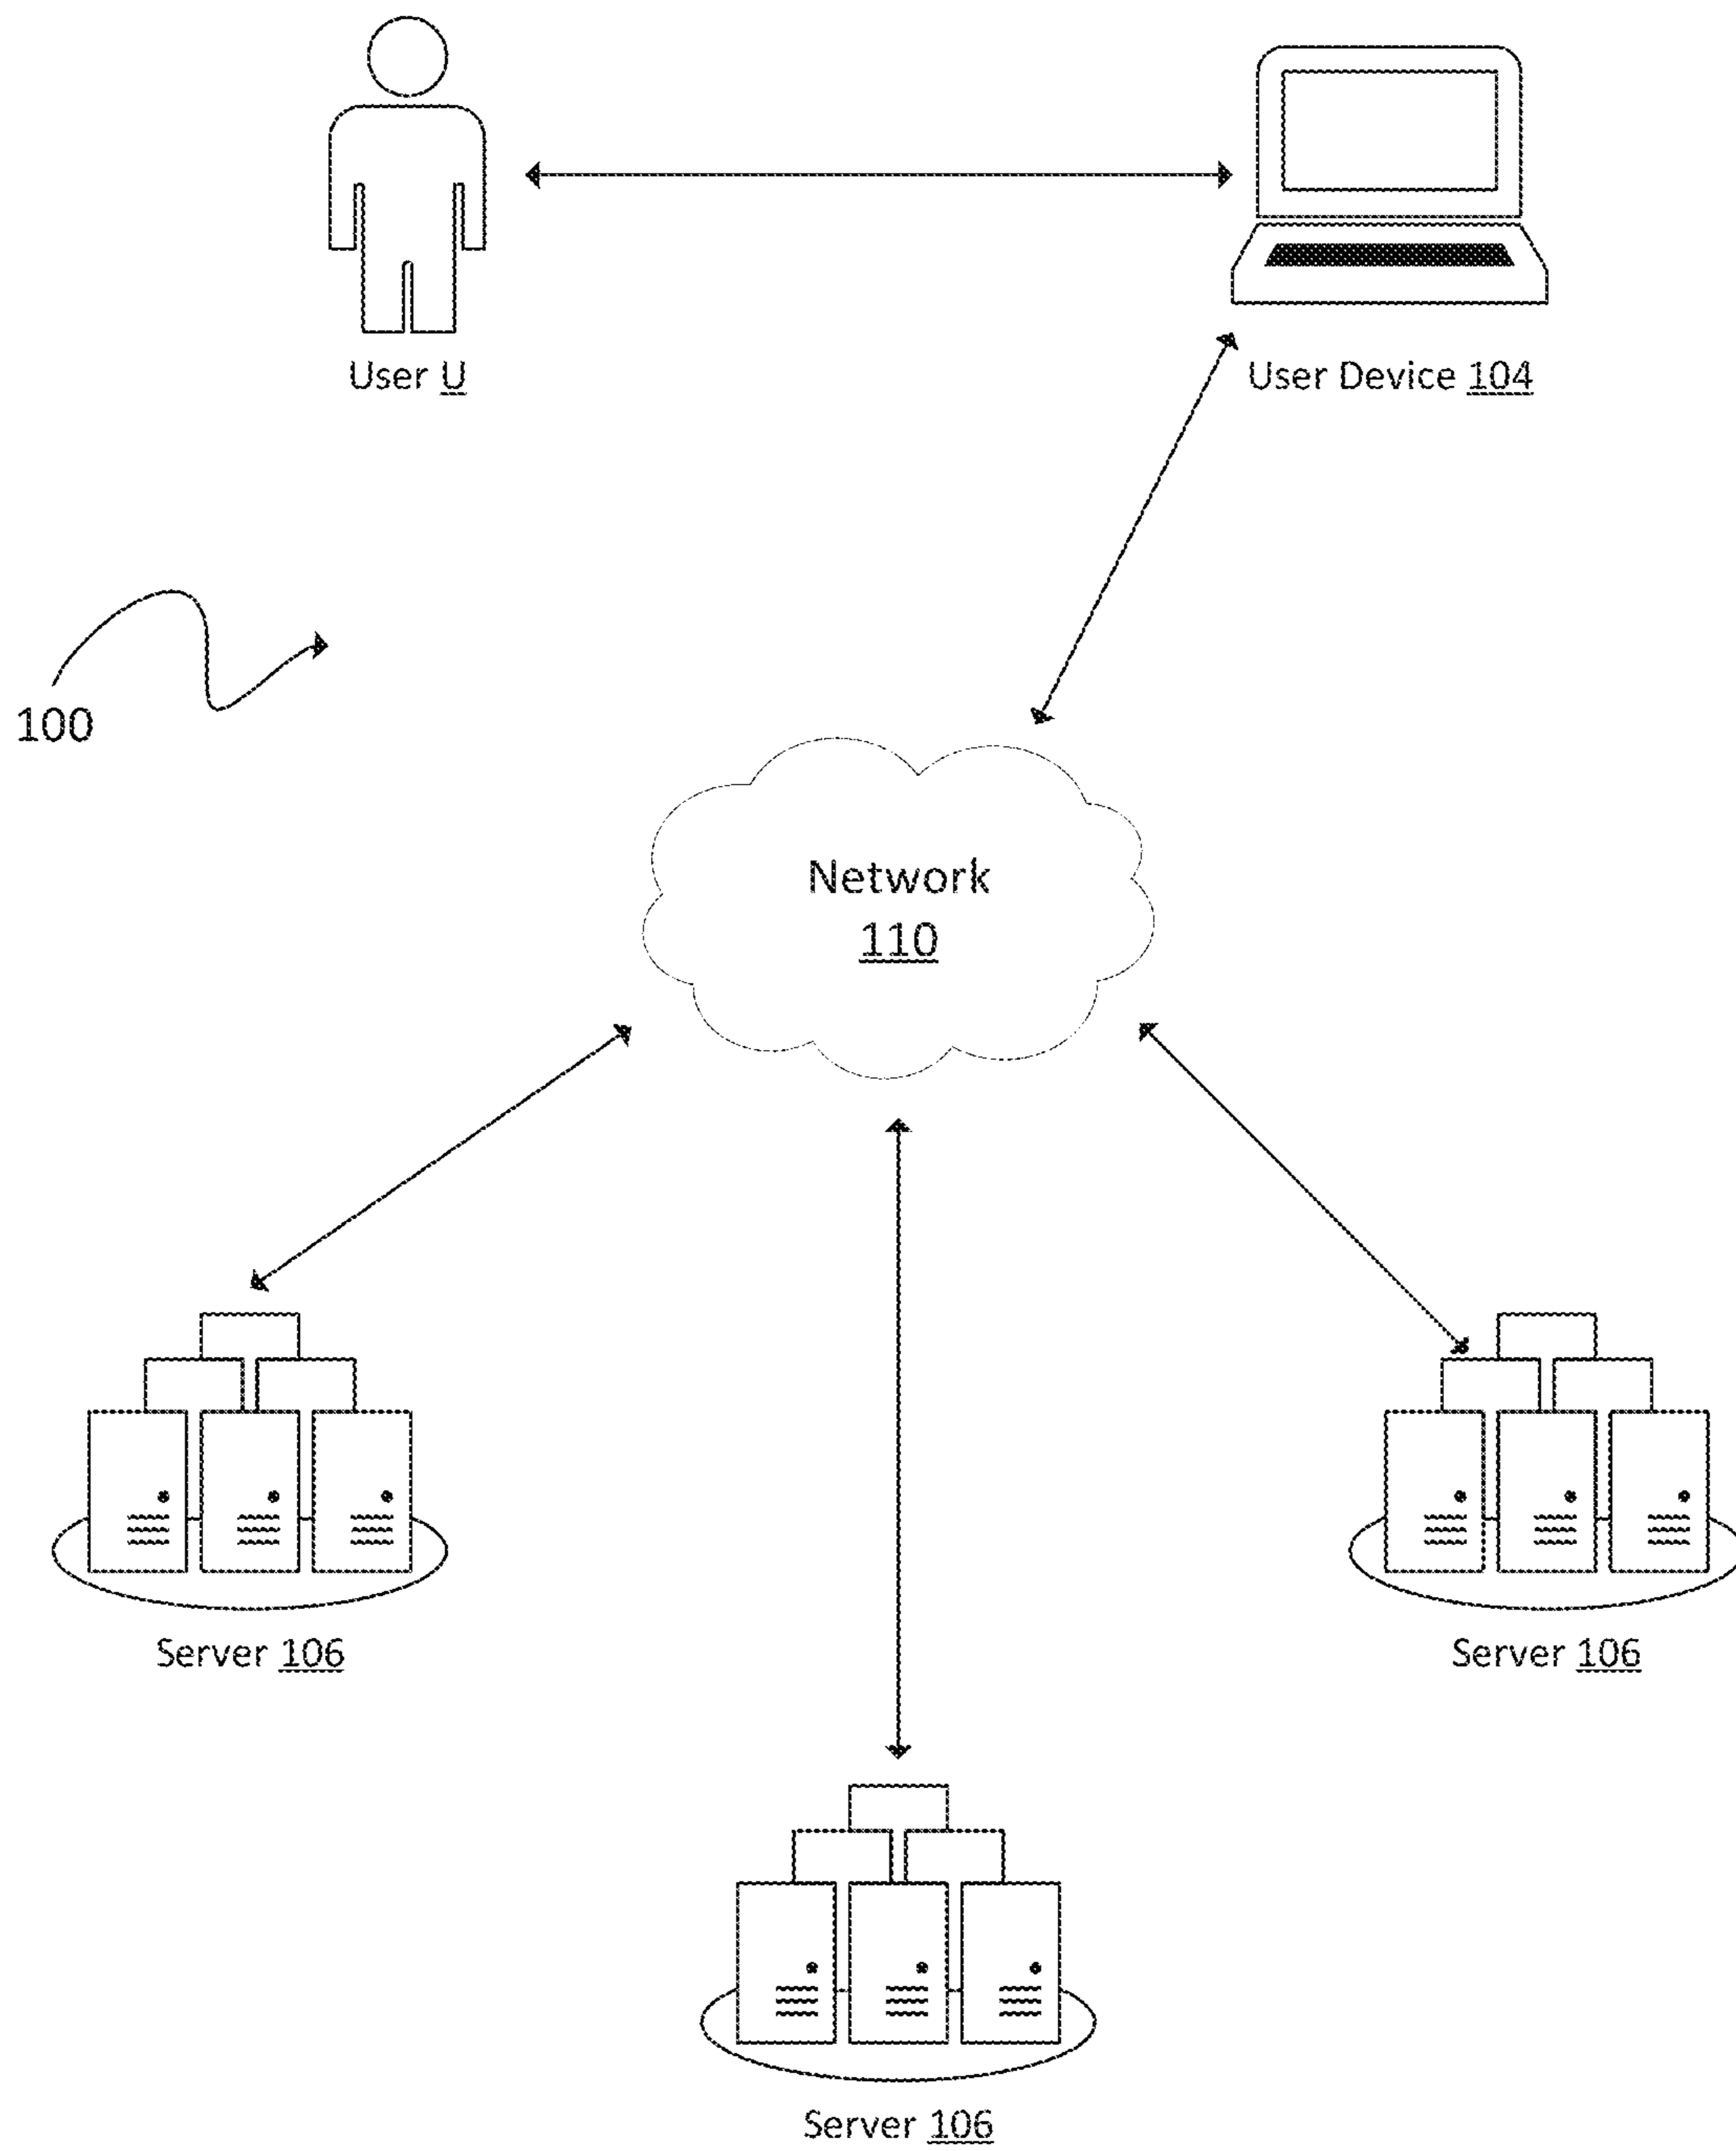 User U
User Device 104
100
Network
110
Server 106
Server 106
Server 106